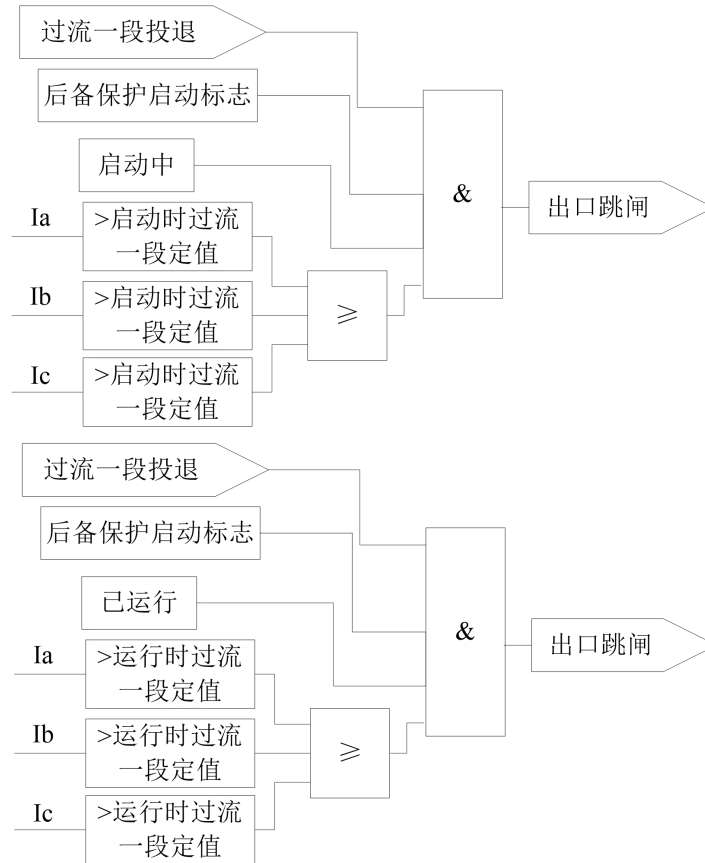 过流一段投退
后备保护启动标志
启动中
&
出口跳闸
Ia
>启动时过流
一段定值
Ib
>启动时过流
一段定值
≥
Ic
>启动时过流
一段定值
过流一段投退
后备保护启动标志
已运行
&
出口跳闸
Ia
>运行时过流
一段定值
Ib
>运行时过流
一段定值
≥
Ic
>运行时过流
一段定值